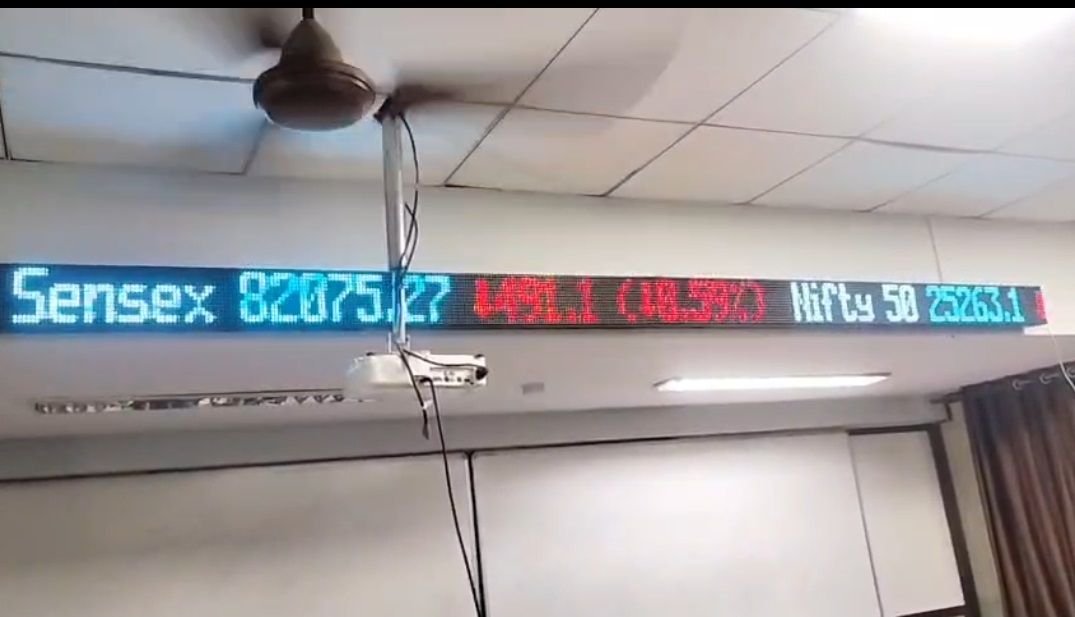 Sensex 82075.27 ↓491.1 (↓0.59%) Nifty 50 25263.1